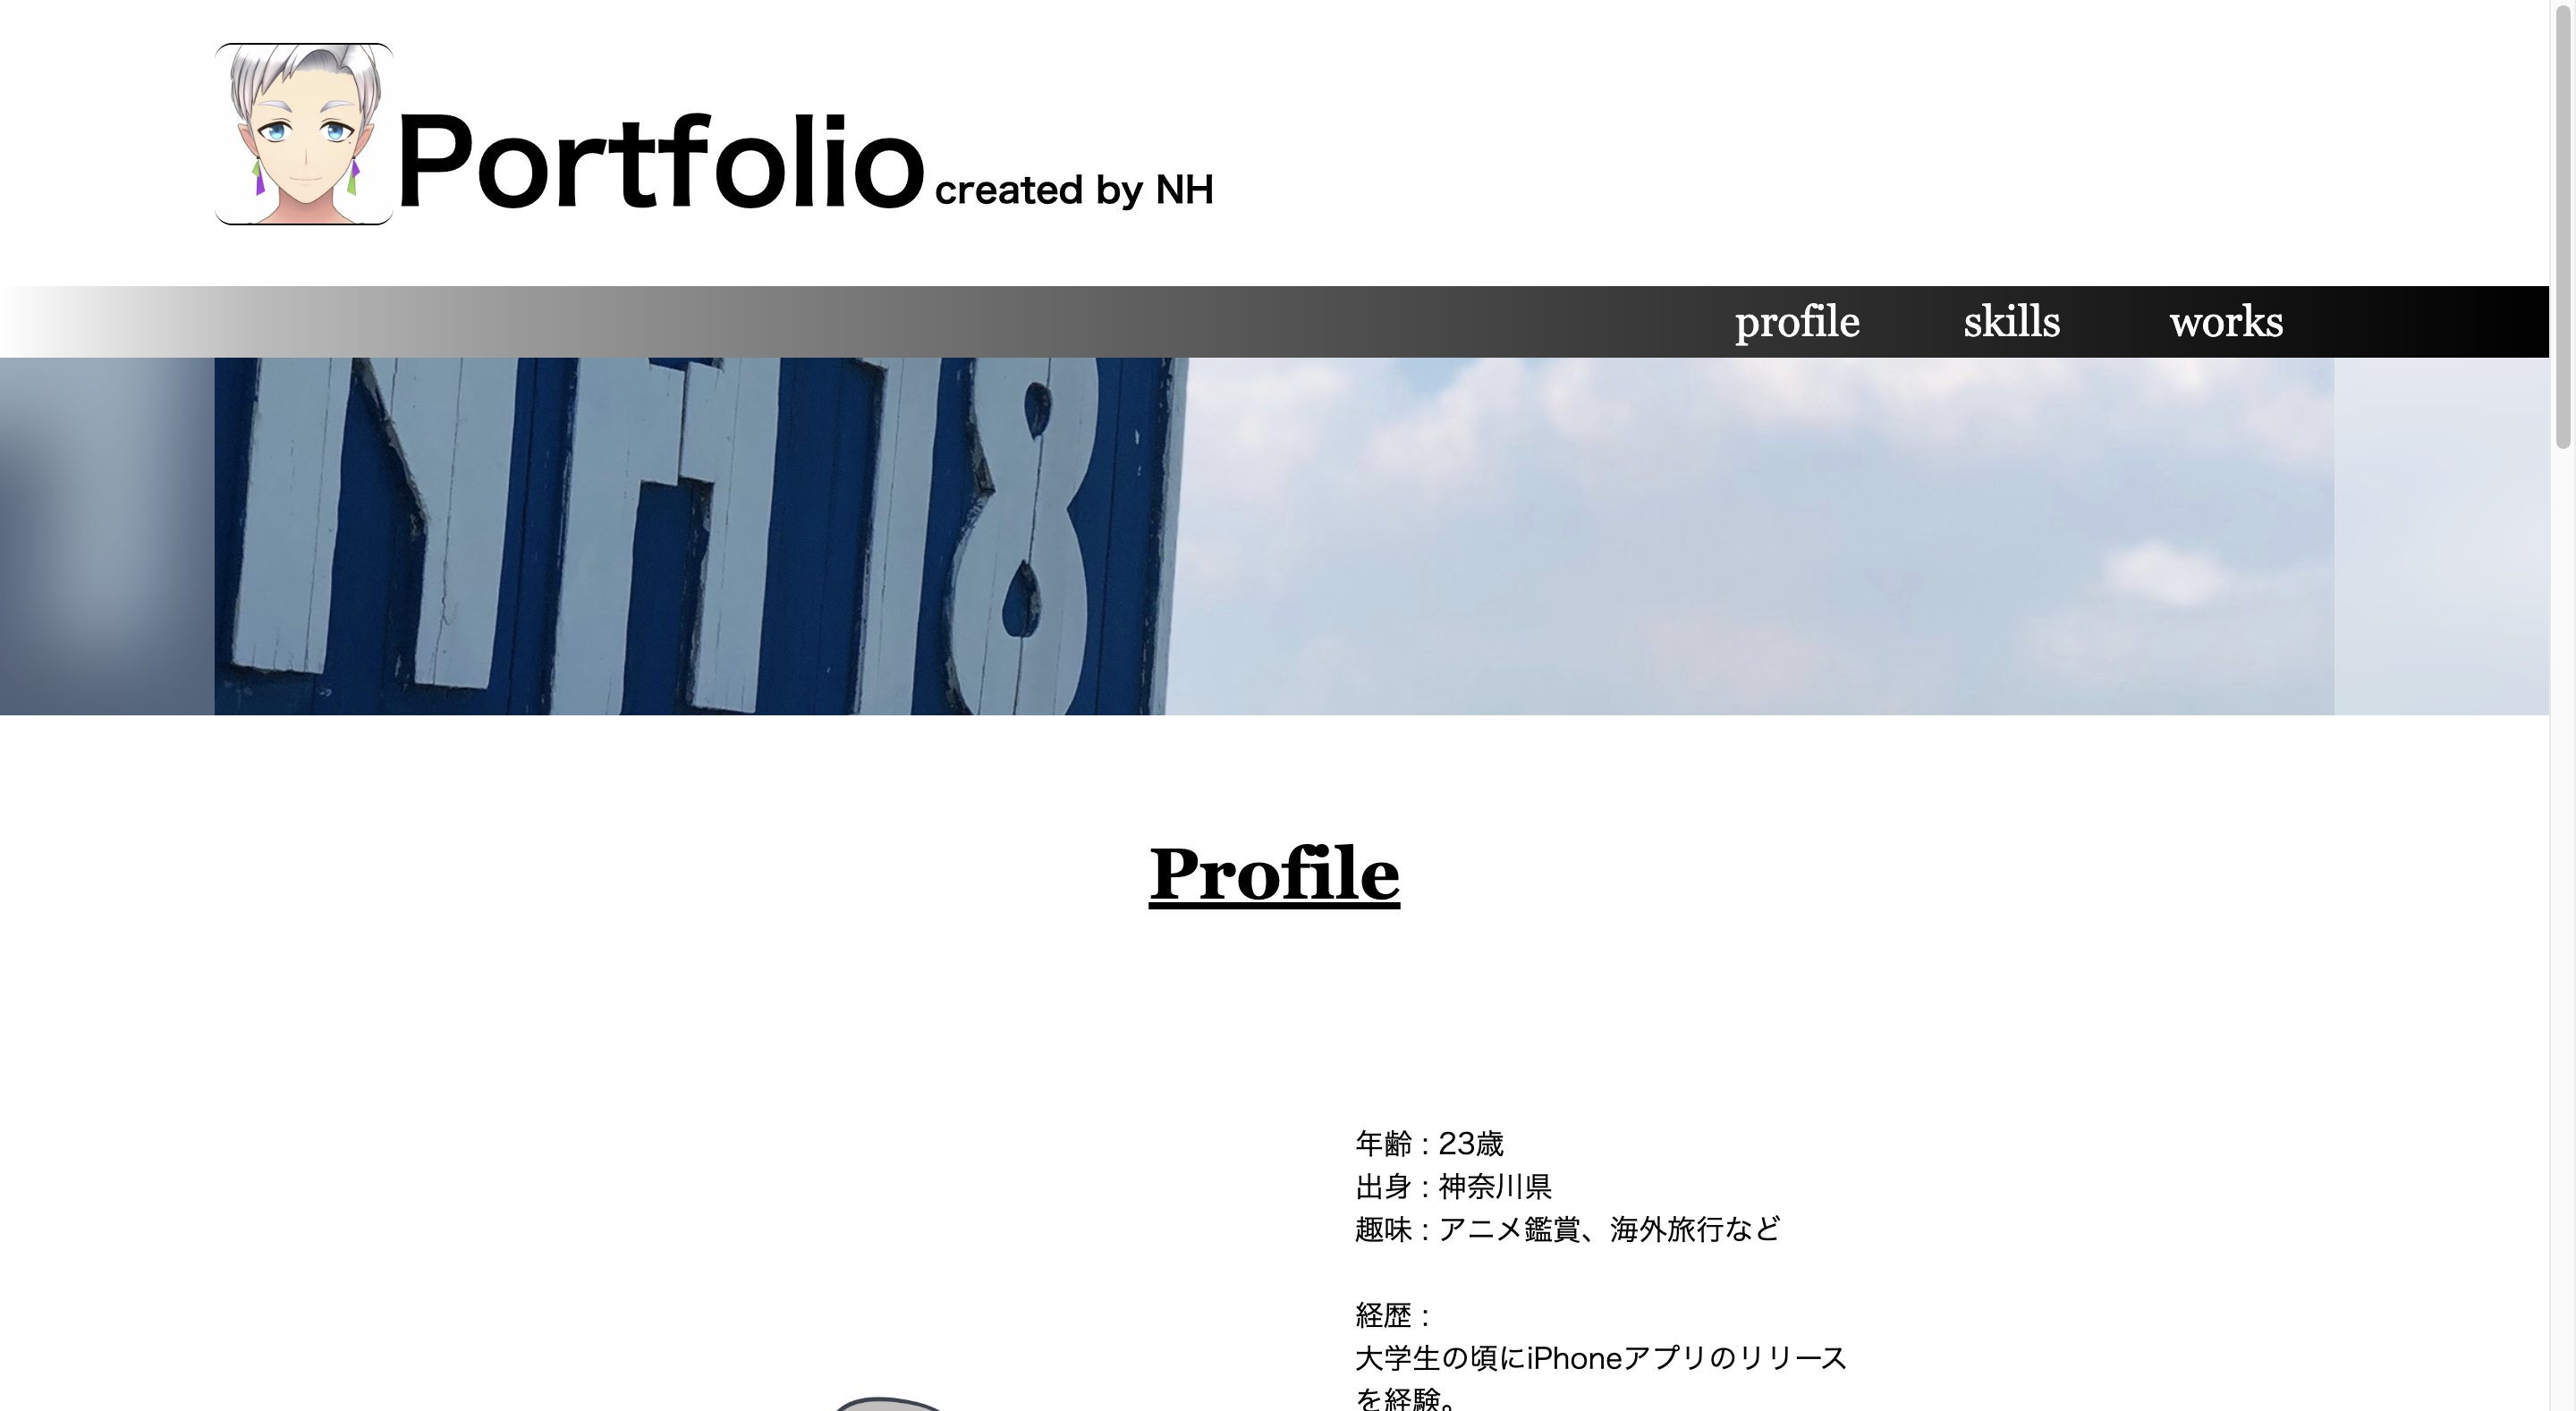 Portfolio created by NH
profile skills works
NH18
Profile
年齢 : 23歳
出身 : 神奈川県
趣味 : アニメ鑑賞、海外旅行など
経歴 :
大学生の頃にiPhoneアプリのリリース
を経験。